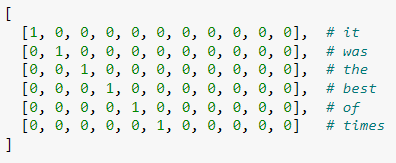 [
[1, 0, 0, 0, 0, 0, 0, 0, 0, 0, 0], # it
[0, 1, 0, 0, 0, 0, 0, 0, 0, 0, 0], # was
[0, 0, 1, 0, 0, 0, 0, 0, 0, 0, 0], # the
[0, 0, 0, 1, 0, 0, 0, 0, 0, 0, 0], # best
[0, 0, 0, 0, 1, 0, 0, 0, 0, 0, 0], # of
[0, 0, 0, 0, 0, 1, 0, 0, 0, 0, 0] # times
]